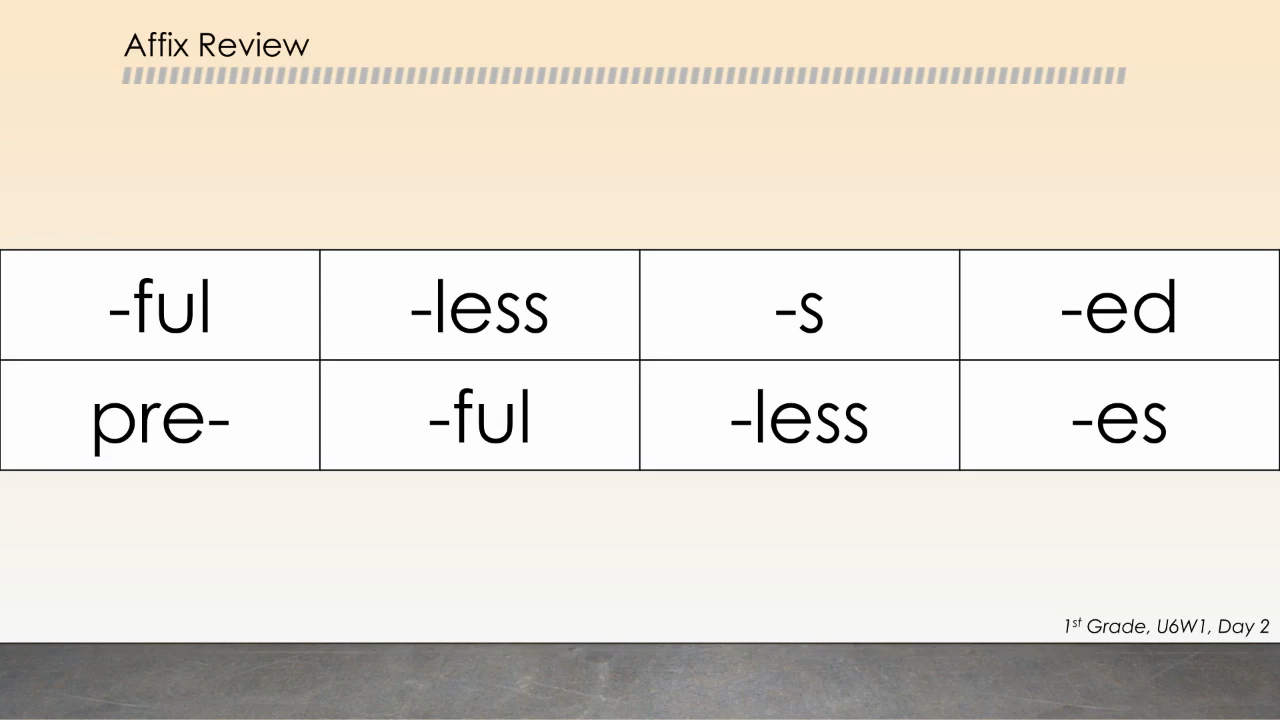 Affix Review
-ful -less -s -ed
pre- -ful -less -es
1st Grade, U6W1, Day 2